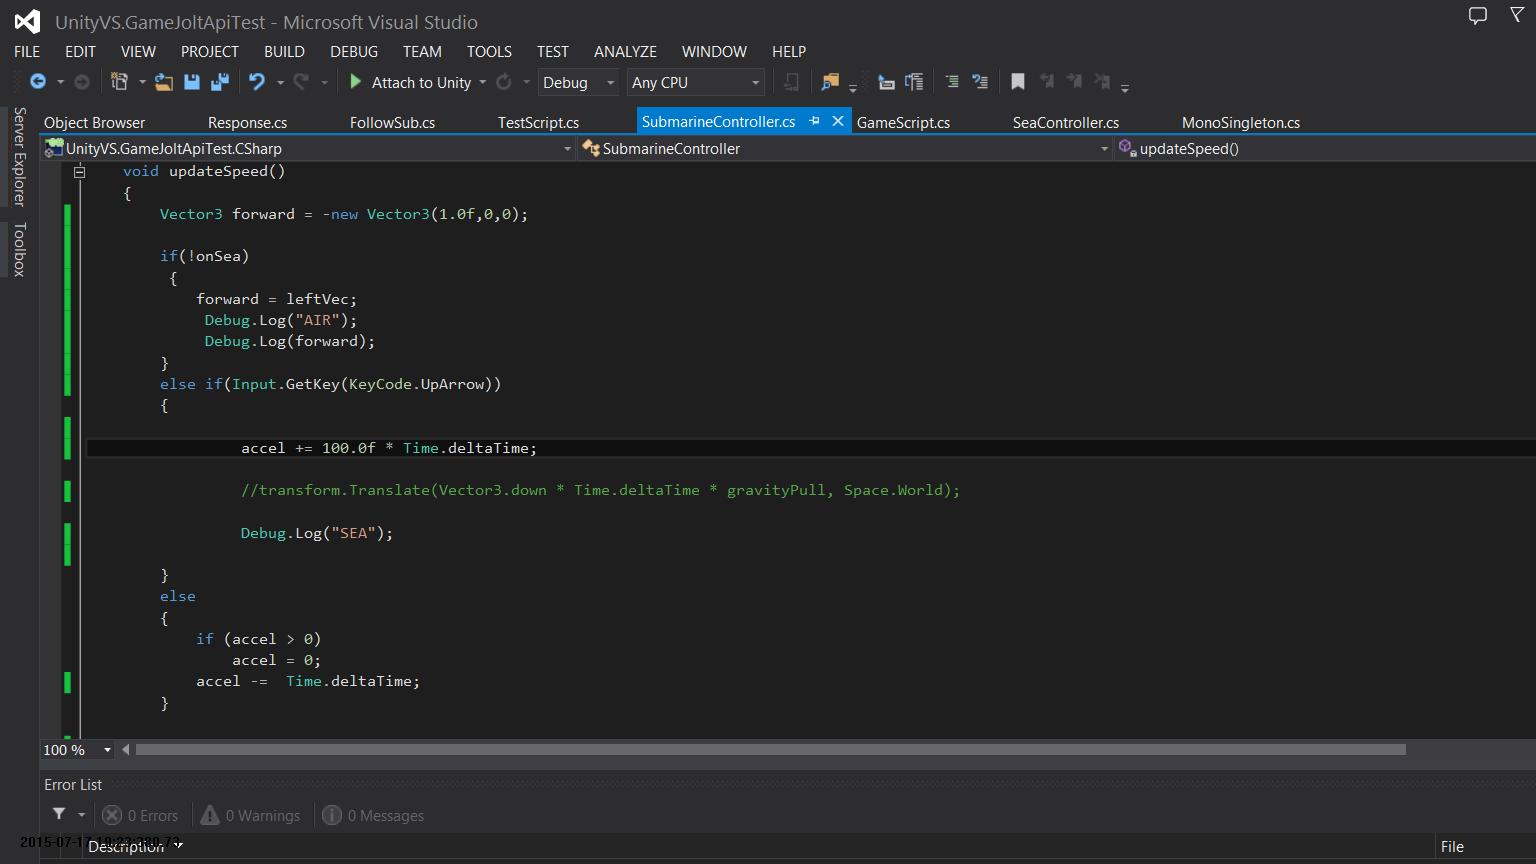 UnityVS.GameJoltApiTest - Microsoft Visual Studio
FILE EDIT VIEW PROJECT BUILD DEBUG TEAM TOOLS TEST ANALYZE WINDOW HELP
Attach to Unity Debug Any CPU
Server Explorer
Toolbox
Object Browser Response.cs FollowSub.cs TestScript.cs SubmarineController.cs GameScript.cs SeaController.cs MonoSingleton.cs
UnityVS.GameJoltApiTest.CSharp SubmarineController updateSpeed()
void updateSpeed()
{
Vector3 forward = -new Vector3(1.0f,0,0);
if(!onSea)
{
forward = leftVec;
Debug.Log("AIR");
Debug.Log(forward);
}
else if(Input.GetKey(KeyCode.UpArrow))
{
accel += 100.0f * Time.deltaTime;
//transform.Translate(Vector3.down * Time.deltaTime * gravityPull, Space.World);
Debug.Log("SEA");
}
else
{
if (accel > 0)
accel = 0;
accel -= Time.deltaTime;
}
100 %
Error List
0 Errors 0 Warnings 0 Messages
Description File